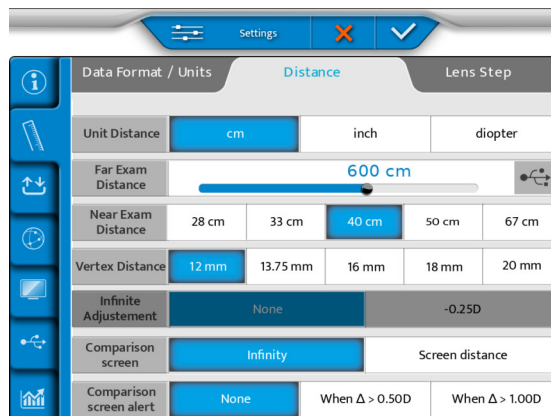 Settings
Data Format / Units Distance Lens Step
Unit Distance cm inch diopter
Far Exam
Distance
600 cm
Near Exam
Distance
28 cm 33 cm 40 cm 50 cm 67 cm
Vertex Distance 12 mm 13.75 mm 16 mm 18 mm 20 mm
Infinite
Adjustement
None -0.25D
Comparison
screen
Infinity Screen distance
Comparison
screen alert
None When Δ > 0.50D When Δ > 1.00D